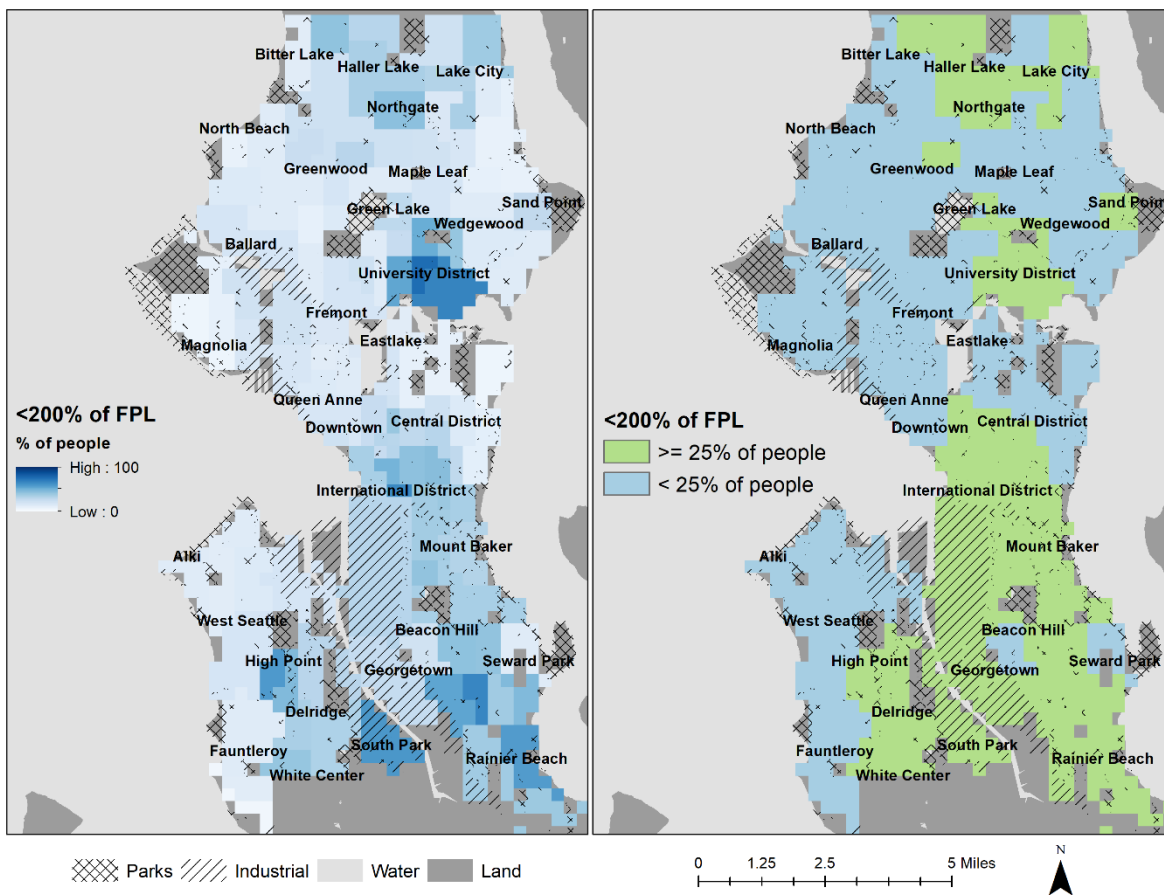 Bitter Lake
Haller Lake
Lake City
Northgate
North Beach
Greenwood
Maple Leaf
Sand Point
Green Lake
Wedgewood
Ballard
University District
Fremont
Eastlake
Magnolia
Queen Anne
<200% of FPL
% of people
High : 100
Low : 0
Downtown
Central District
International District
Alki
Mount Baker
West Seattle
Beacon Hill
High Point
Seward Park
Georgetown
Delridge
South Park
Fauntleroy
Rainier Beach
White Center
Bitter Lake
Haller Lake
Lake City
Northgate
North Beach
Greenwood
Maple Leaf
Sand Point
Green Lake
Wedgewood
Ballard
University District
Fremont
Eastlake
Magnolia
Queen Anne
<200% of FPL
>= 25% of people
< 25% of people
Downtown
Central District
International District
Alki
Mount Baker
West Seattle
Beacon Hill
High Point
Seward Park
Georgetown
Delridge
South Park
Fauntleroy
Rainier Beach
White Center
Parks Industrial Water Land
0 1.25 2.5 5 Miles
N